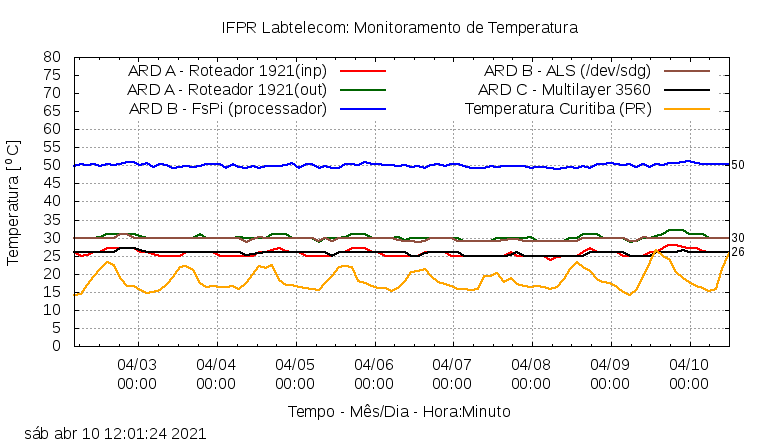 IFPR Labtelecom: Monitoramento de Temperatura
80
75
70
65
60
55
50
45
40
35
30
25
20
15
10
5
0
Temperatura [ºC]
ARD A - Roteador 1921(inp)
ARD A - Roteador 1921(out)
ARD B - FsPi (processador)
ARD B - ALS (/dev/sdg)
ARD C - Multilayer 3560
Temperatura Curitiba (PR)
50
30
26
04/03 04/04 04/05 04/06 04/07 04/08 04/09 04/10
00:00 00:00 00:00 00:00 00:00 00:00 00:00 00:00
Tempo - Mês/Dia - Hora:Minuto
sáb abr 10 12:01:24 2021